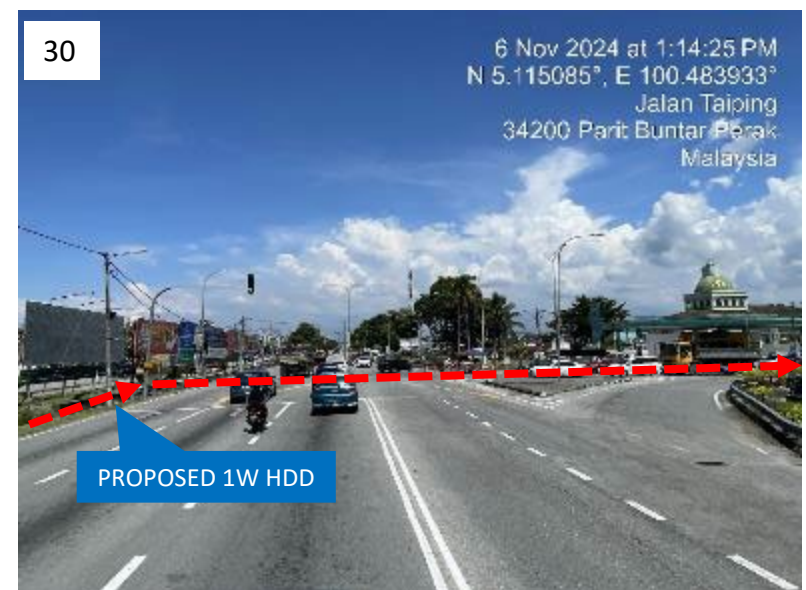 30
6 Nov 2024 at 1:14:25 PM
N 5.115085°, E 100.483933°
Jalan Taiping
34200 Parit Buntar Perak
Malaysia
PROPOSED 1W HDD